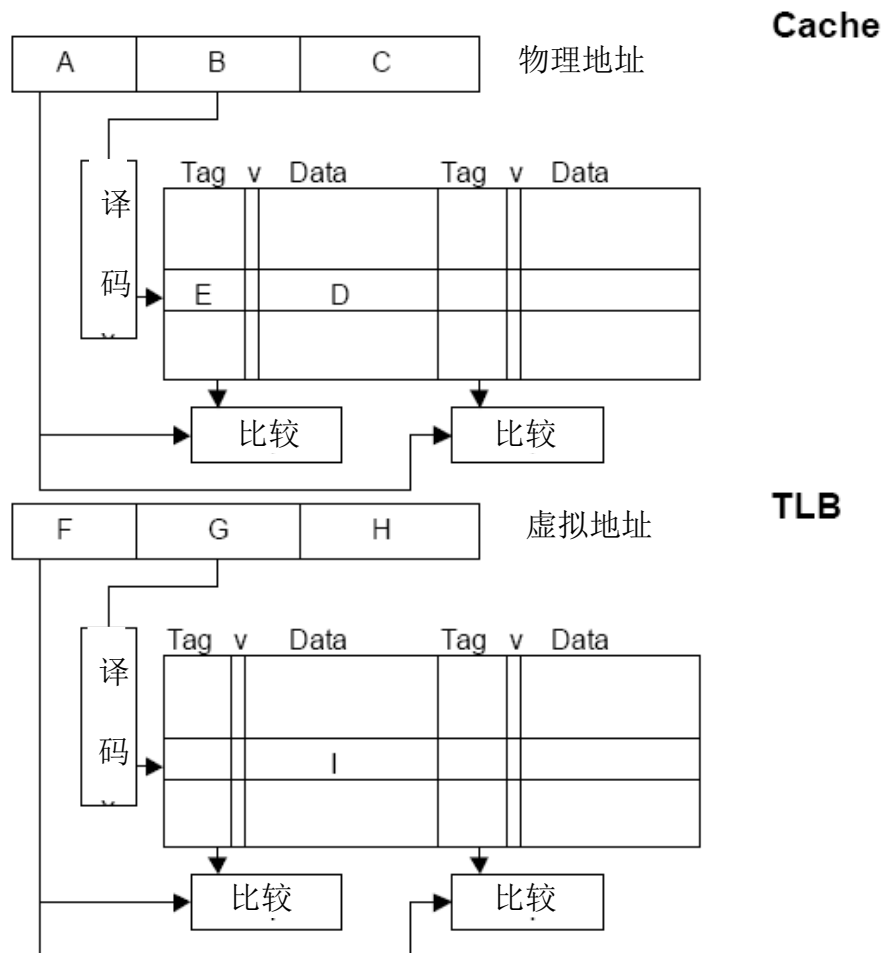 Cache
A B C 物理地址
Tag v Data Tag v Data
译
码
E D
比较 比较
TLB
F G H 虚拟地址
Tag v Data Tag v Data
译
码
I
比较 比较